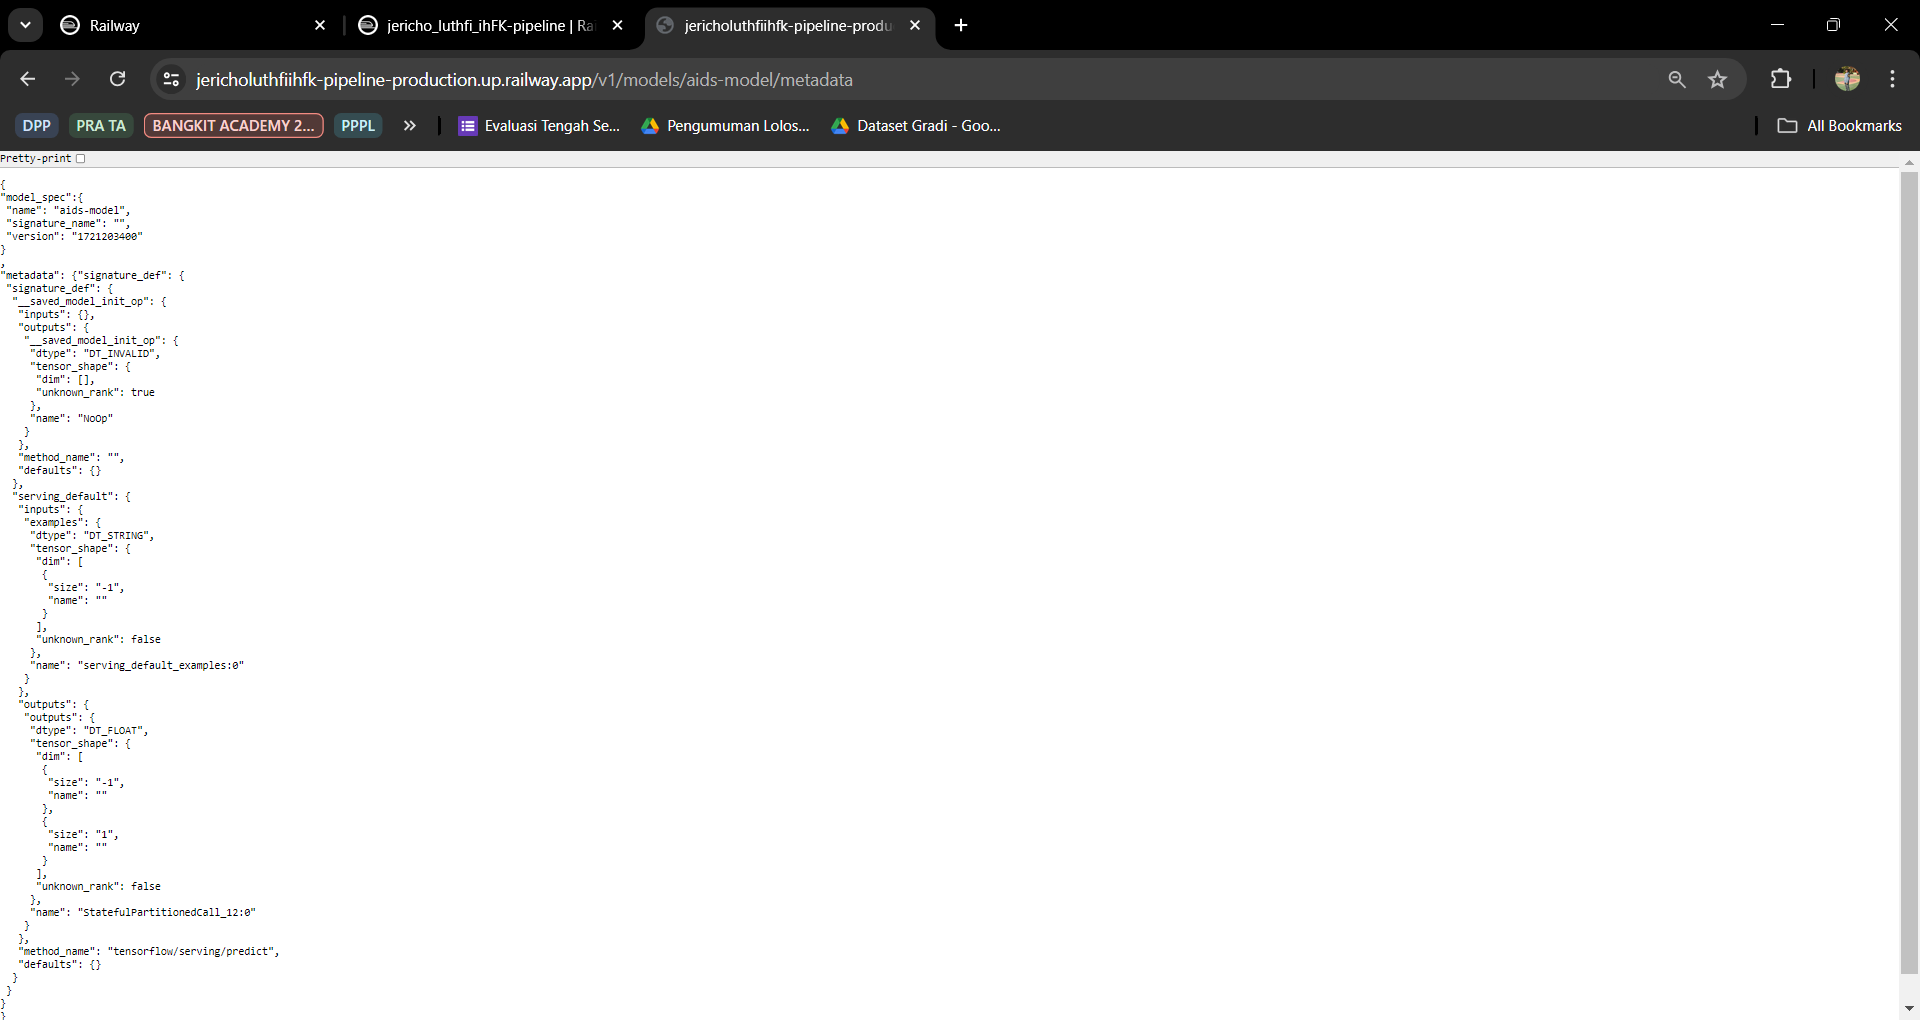 Railway
jericho_luthfi_ihFK-pipeline | Rai
jericholuthfiihfk-pipeline-produ
jericholuthfiihfk-pipeline-production.up.railway.app/v1/models/aids-model/metadata
DPP
PRA TA
BANGKIT ACADEMY 2...
PPPL
Evaluasi Tengah Se...
Pengumuman Lolos...
Dataset Gradi - Goo...
All Bookmarks
Pretty-print
{
"model_spec":{
"name": "aids-model",
"signature_name": "",
"version": "1721203400"
}
,
"metadata": {"signature_def": {
"signature_def": {
"__saved_model_init_op": {
"inputs": {},
"outputs": {
"__saved_model_init_op": {
"dtype": "DT_INVALID",
"tensor_shape": {
"dim": [],
"unknown_rank": true
},
"name": "NoOp"
}
},
"method_name": "",
"defaults": {}
},
"serving_default": {
"inputs": {
"examples": {
"dtype": "DT_STRING",
"tensor_shape": {
"dim": [
{
"size": "-1",
"name": ""
}
],
"unknown_rank": false
},
"name": "serving_default_examples:0"
}
},
"outputs": {
"outputs": {
"dtype": "DT_FLOAT",
"tensor_shape": {
"dim": [
{
"size": "-1",
"name": ""
},
{
"size": "1",
"name": ""
}
],
"unknown_rank": false
},
"name": "StatefulPartitionedCall_12:0"
}
},
"method_name": "tensorflow/serving/predict",
"defaults": {}
}
}
}
}